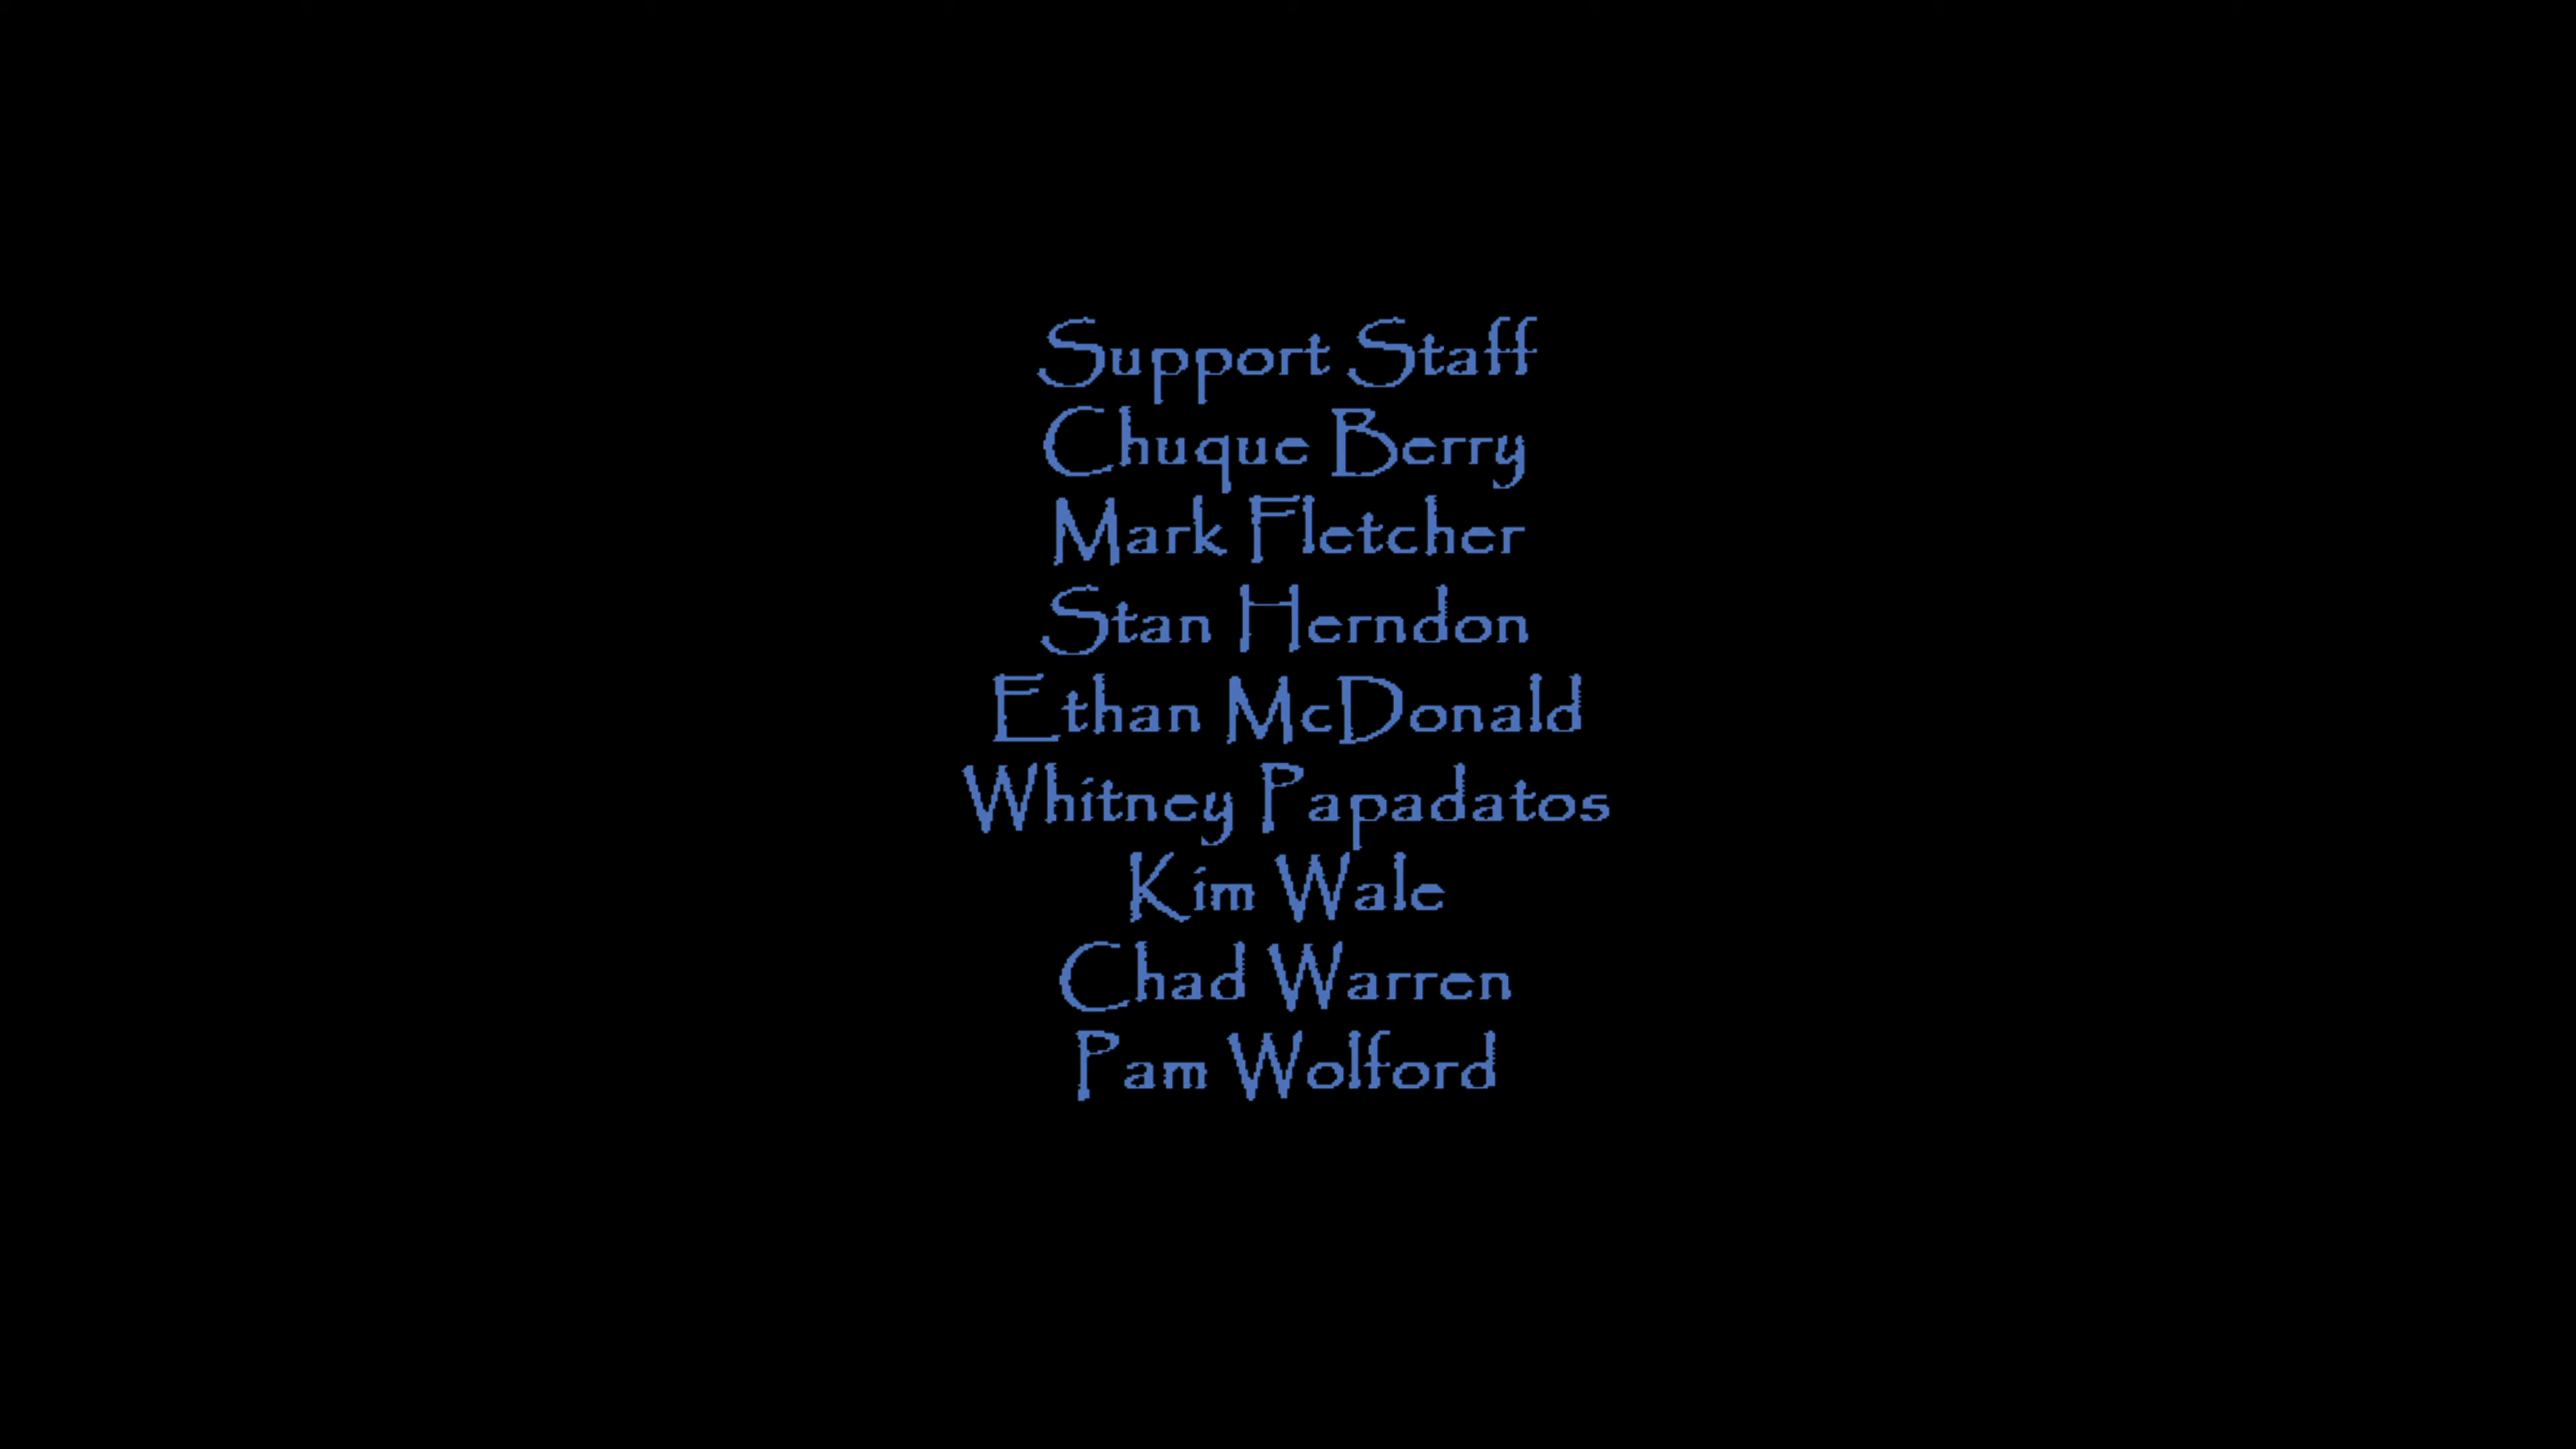 Support Staff
Chuque Berry
Mark Fletcher
Stan Herndon
Ethan McDonald
Whitney Papadatos
Kim Wale
Chad Warren
Pam Wolford